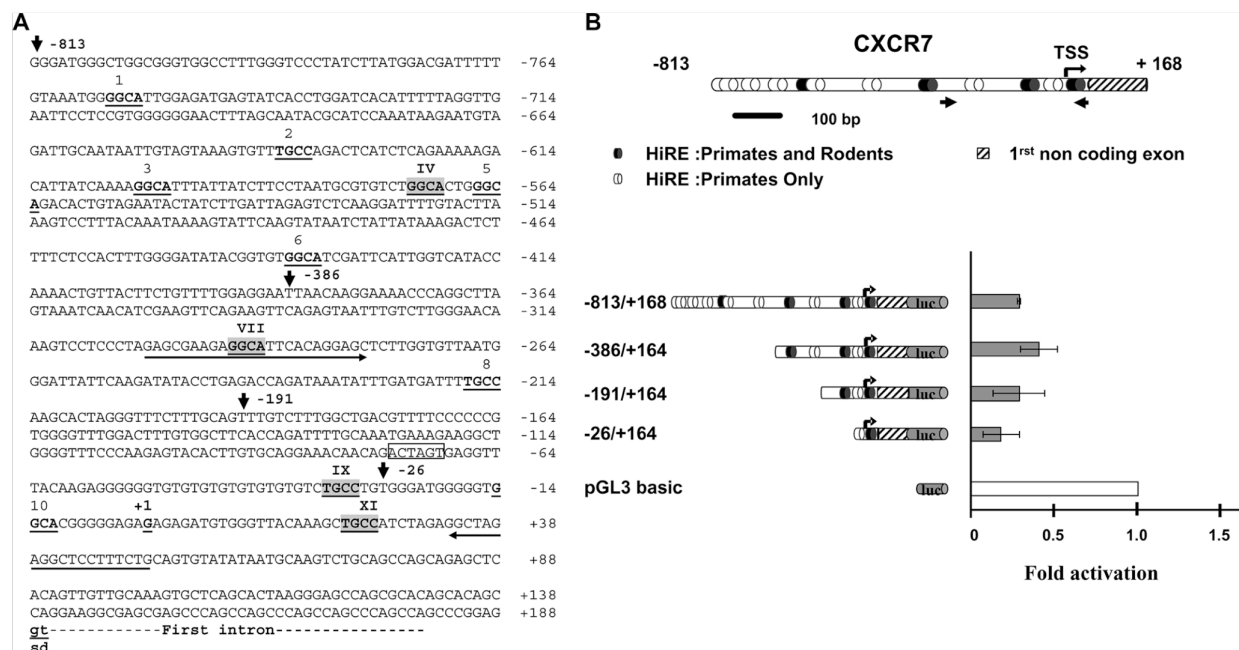 A
-813
GGGATGGGCTGGCGGGTGGCCTTTGGGTCCCTATCTTATGGACGATTTTT -764
1
GTAAATGGGGCATTGGAGATGAGTATCACCTGGATCACATTTTTAGGTTG -714
AATTCCTCCGTGGGGGGAACTTTAGCAATACGCATCCAAATAAGAATGTA -664
2
GATTGCAATAATTGTAGTAAAGTGTTTGCCAGACTCATCTCAGAAAAAGA -614
3 IV 5
CATTATCAAAAGGCATTTATTATCTTCCTAATGCGTGTCTGGCACTGGGC -564
AGACACTGTAGAATACTATCTTGATTAGAGTCTCAAGGATTTTGTACTTA -514
AAGTCCTTTACAAATAAAAGTATTCAAGTATAATCTATTATAAAGACTCT -464
6
TTTCTCCACTTTGGGGATATACGGTGTGGCATCGATTCATTGGTCATACC -414
-386
AAAACTGTTACTTCTGTTTTGGAGGAATTAACAAGGAAAACCCAGGCTTA -364
GTAAATCAACATCGAAGTTCAGAAGTTCAGAGTAATTTGTCTTGGGAACA -314
VII
AAGTCCTCCCTAGAGCGAAGAGGCATTCACAGGAGCTCTTGGTGTTAATG -264
8
GGATTATTCAAGATATACCTGAGACCAGATAAATATTTGATGATTTTGCC -214
-191
AAGCACTAGGGTTTCTTTGCAGTTTGTCTTTGGCTGACGTTTTCCCCCCG -164
TGGGGTTTGGACTTTGTGGCTTCACCAGATTTTGCAAATGAAAGAAGGCT -114
GGGGTTTCCCAAGAGTACACTTGTGCAGGAAACAACAGACTAGTGAGGTT -64
IX -26
TACAAGAGGGGGGTGTGTGTGTGTGTGTGTCTGCCTGTGGGATGGGGGTG -14
10 +1 XI
GCACGGGGGAGAGAGAGATGTGGGTTACAAAGCTGCCATCTAGAGGCTAG +38
AGGCTCCTTTCTGCAGTGTATATAATGCAAGTCTGCAGCCAGCAGAGCTC +88
ACAGTTGTTGCAAAGTGCTCAGCACTAAGGGAGCCAGCGCACAGCACAGC +138
CAGGAAGGCGAGCGAGCCCAGCCAGCCCAGCCAGCCCAGCCAGCCCGGAG +188
gt------------First intron----------------
sd
B
CXCR7
-813 TSS + 168
100 bp
HiRE :Primates and Rodents 1rst non coding exon
HiRE :Primates Only
-813/+168 luc
-386/+164 luc
-191/+164 luc
-26/+164 luc
pGL3 basic luc
0 0.5 1.0 1.5
Fold activation